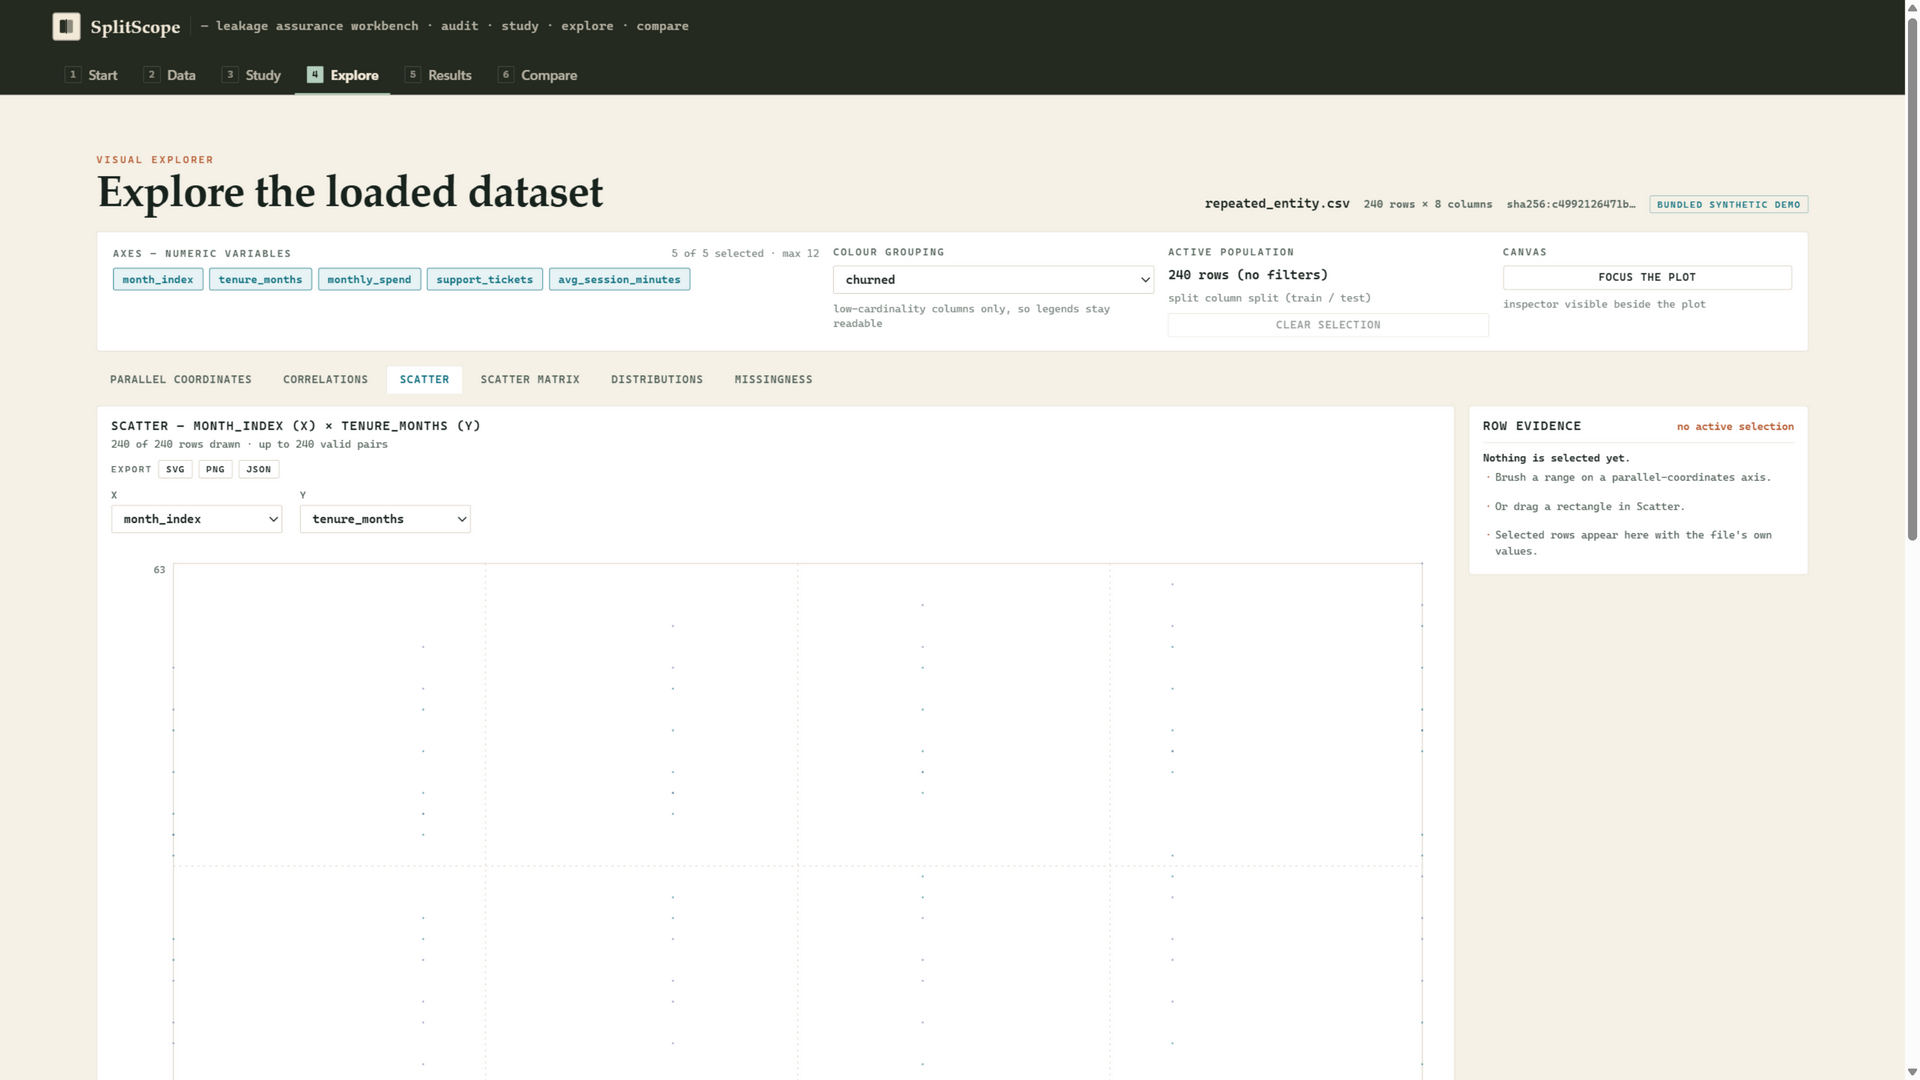 SplitScope — leakage assurance workbench · audit · study · explore · compare
1 Start 2 Data 3 Study 4 Explore 5 Results 6 Compare
VISUAL EXPLORER
Explore the loaded dataset
repeated_entity.csv 240 rows × 8 columns sha256:c4992126471b… BUNDLED SYNTHETIC DEMO
AXES — NUMERIC VARIABLES 5 of 5 selected · max 12
month_index tenure_months monthly_spend support_tickets avg_session_minutes
COLOUR GROUPING
churned
low-cardinality columns only, so legends stay
readable
ACTIVE POPULATION
240 rows (no filters)
split column split (train / test)
CLEAR SELECTION
CANVAS
FOCUS THE PLOT
inspector visible beside the plot
PARALLEL COORDINATES CORRELATIONS SCATTER SCATTER MATRIX DISTRIBUTIONS MISSINGNESS
SCATTER — MONTH_INDEX (X) × TENURE_MONTHS (Y)
240 of 240 rows drawn · up to 240 valid pairs
EXPORT SVG PNG JSON
X Y
month_index tenure_months
63
ROW EVIDENCE no active selection
Nothing is selected yet.
· Brush a range on a parallel-coordinates axis.
· Or drag a rectangle in Scatter.
· Selected rows appear here with the file's own
values.